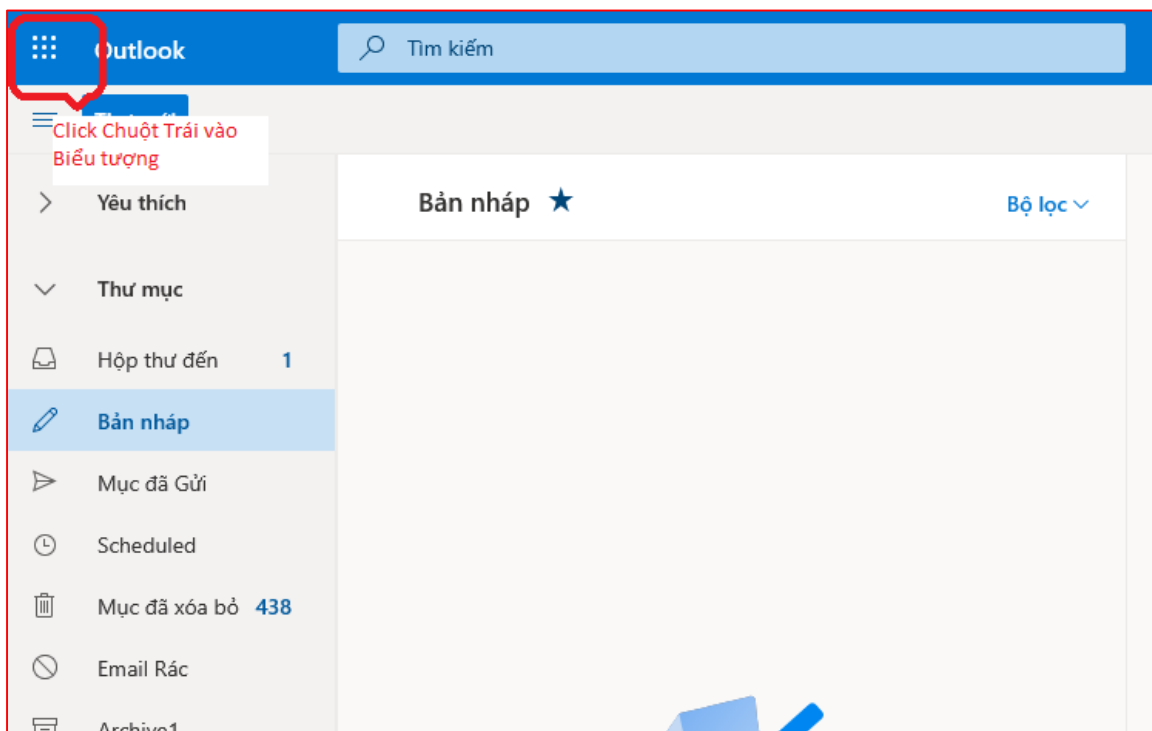 Outlook
Tìm kiếm
Click Chuột Trái vào
Biểu tượng
Yêu thích
Bản nháp
Bộ lọc
Thư mục
Hộp thư đến 1
Bản nháp
Mục đã Gửi
Scheduled
Mục đã xóa bỏ 438
Email Rác
Archive1